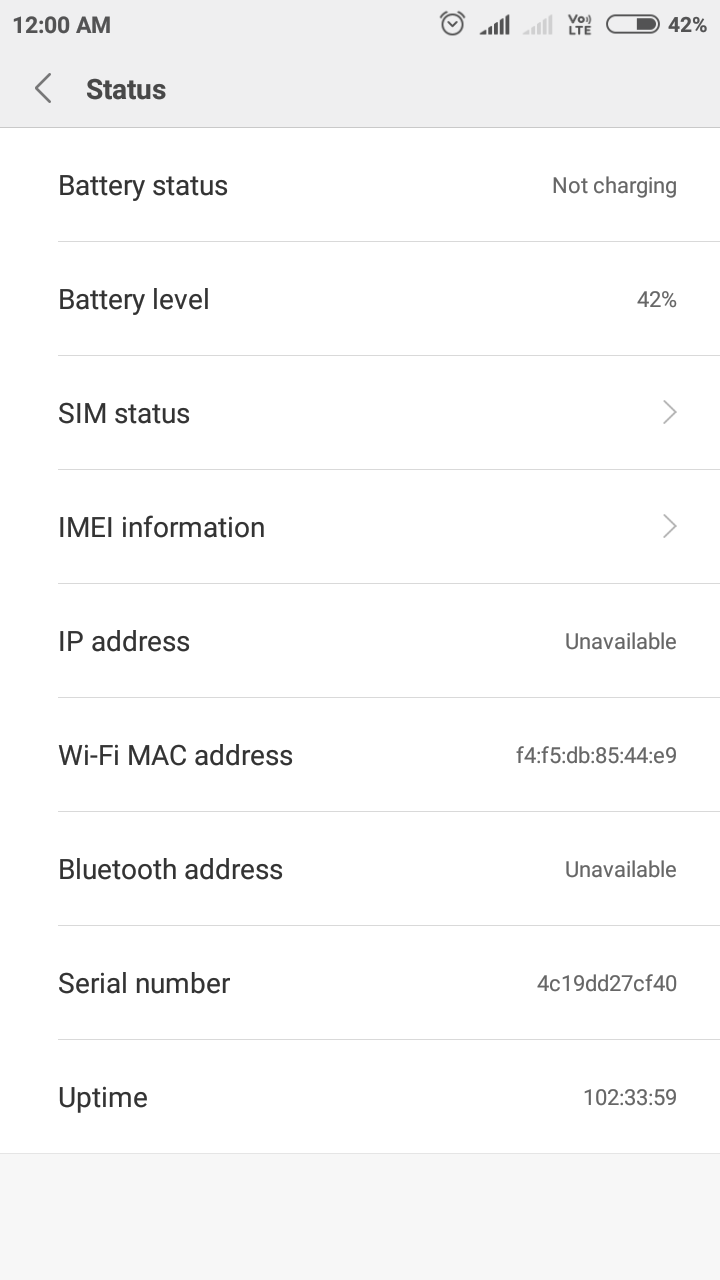 12:00 AM Vo) LTE 42%
Status
Battery status Not charging
Battery level 42%
SIM status
IMEI information
IP address Unavailable
Wi-Fi MAC address f4:f5:db:85:44:e9
Bluetooth address Unavailable
Serial number 4c19dd27cf40
Uptime 102:33:59